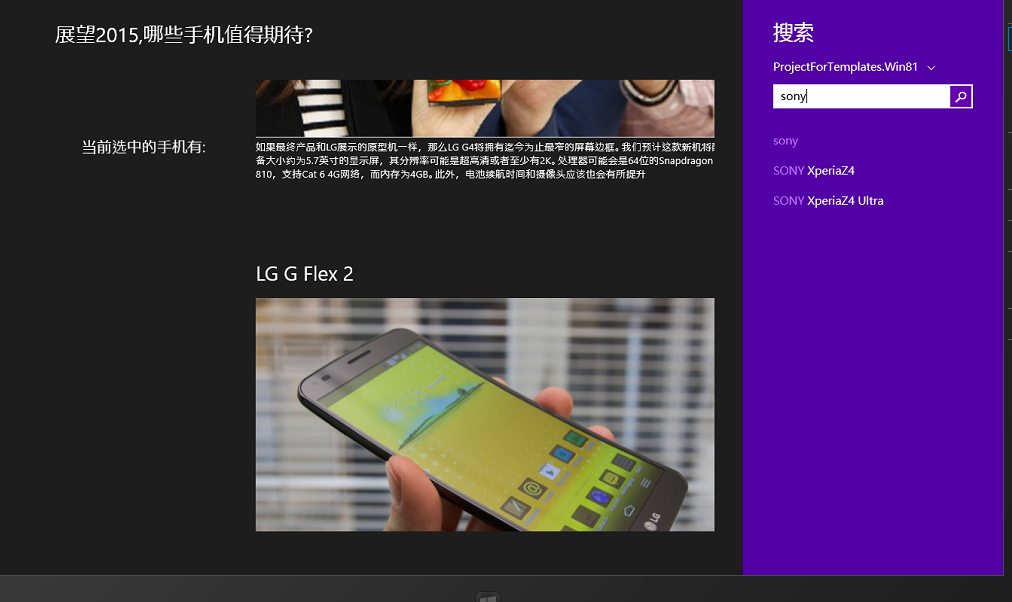 展望2015,哪些手机值得期待?
当前选中的手机有:
如果最终产品和LG展示的原型机一样，那么LG G4将拥有迄今为止最窄的屏幕边框。我们预计这款新机将
备大小约为5.7英寸的显示屏，其分辨率可能是超高清或者至少有2K。处理器可能会是64位的Snapdragon
810，支持Cat 6 4G网络，而内存为4GB。此外，电池续航时间和摄像头应该也会有所提升
LG G Flex 2
LG
搜索
ProjectForTemplates.Win81
sony
sony
SONY XperiaZ4
SONY XperiaZ4 Ultra